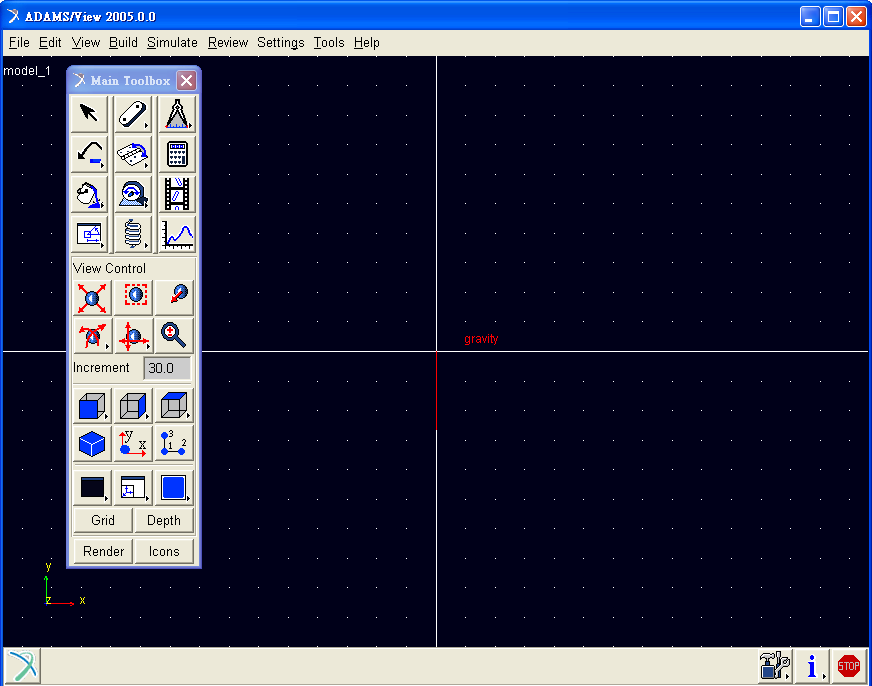 ADAMS/View 2005.0.0
File Edit View Build Simulate Review Settings Tools Help
model_1
Main Toolbox
View Control
gravity
Increment 30.0
y
x
3
1 2
Grid Depth
Render Icons
y
z x
i STOP